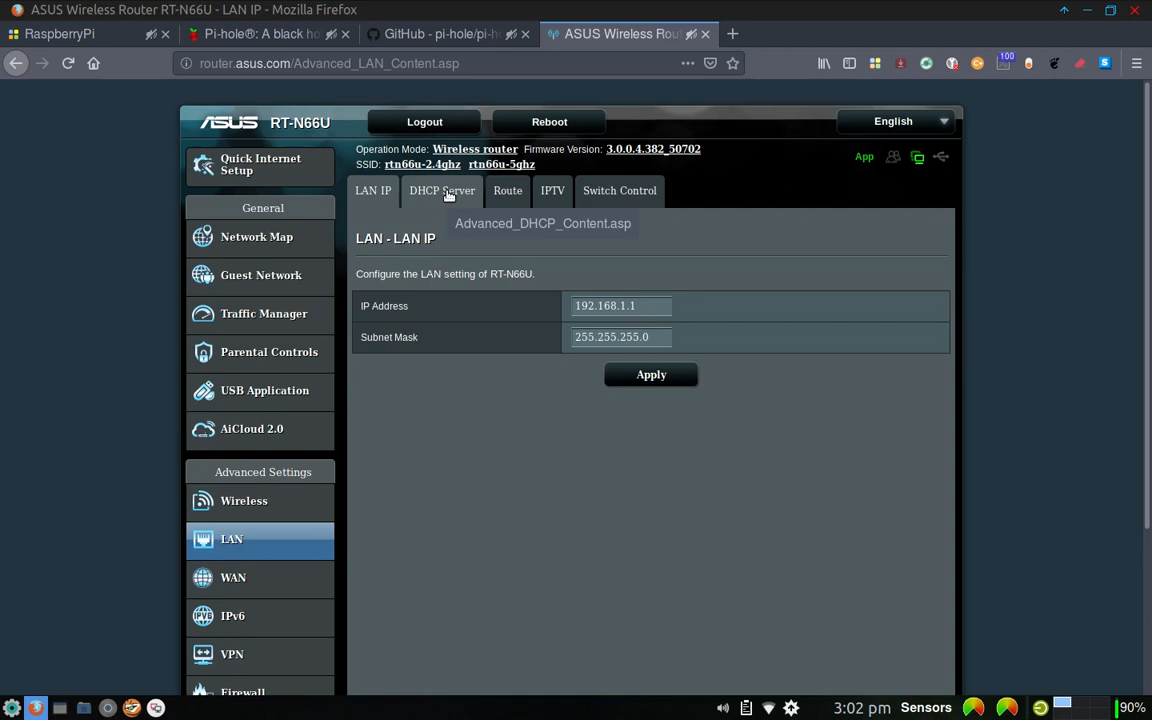 ASUS Wireless Router RT-N66U - LAN IP - Mozilla Firefox
RaspberryPi
Pi-hole®: A black ho
GitHub - pi-hole/pi-h
ASUS Wireless Rout
router.asus.com/Advanced_LAN_Content.asp
100
ASUS RT-N66U
Logout
Reboot
English
Quick Internet
Setup
Operation Mode: Wireless router Firmware Version: 3.0.0.4.382_50702
SSID: rtn66u-2.4ghz rtn66u-5ghz
App
LAN IP
DHCP Server
Route
IPTV
Switch Control
Advanced_DHCP_Content.asp
General
Network Map
Guest Network
Traffic Manager
Parental Controls
USB Application
AiCloud 2.0
Advanced Settings
Wireless
LAN
WAN
IPv6
VPN
Firewall
LAN - LAN IP
Configure the LAN setting of RT-N66U.
IP Address 192.168.1.1
Subnet Mask 255.255.255.0
Apply
3:02 pm Sensors
90%